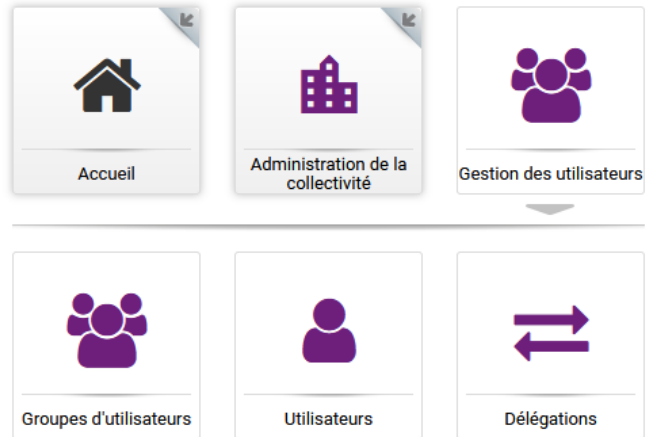 Accueil
Administration de la
collectivité
Gestion des utilisateurs
Groupes d'utilisateurs
Utilisateurs
Délégations